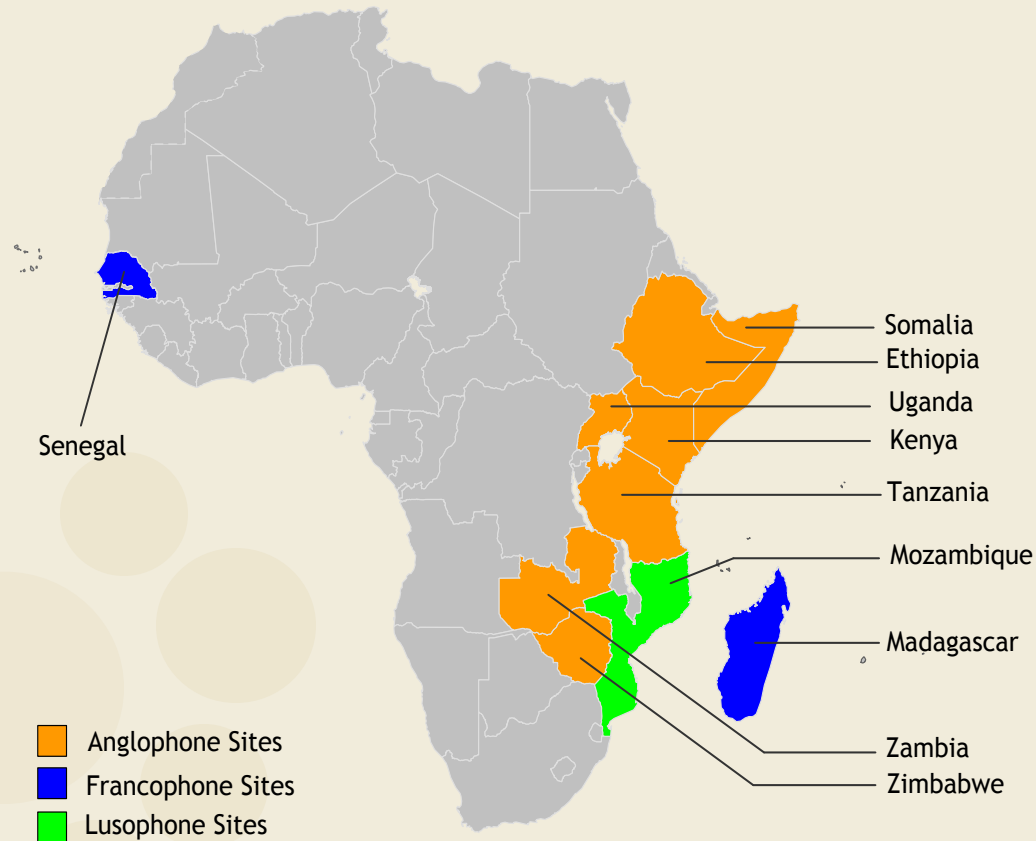 Somalia
Ethiopia
Uganda
Kenya
Senegal
Tanzania
Mozambique
Madagascar
Zambia
Zimbabwe
Anglophone Sites
Francophone Sites
Lusophone Sites